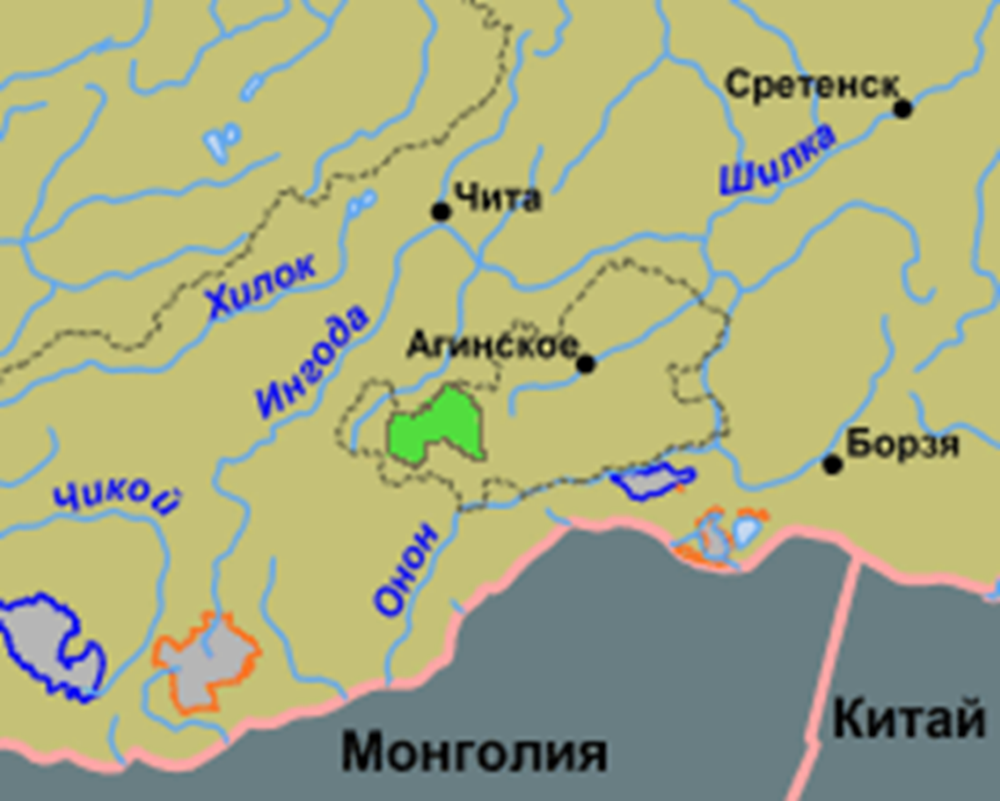 Сретенск
Шилка
Чита
Хилок
Ингода
Агинское
Борзя
Чикой
Онон
Китай
Монголия